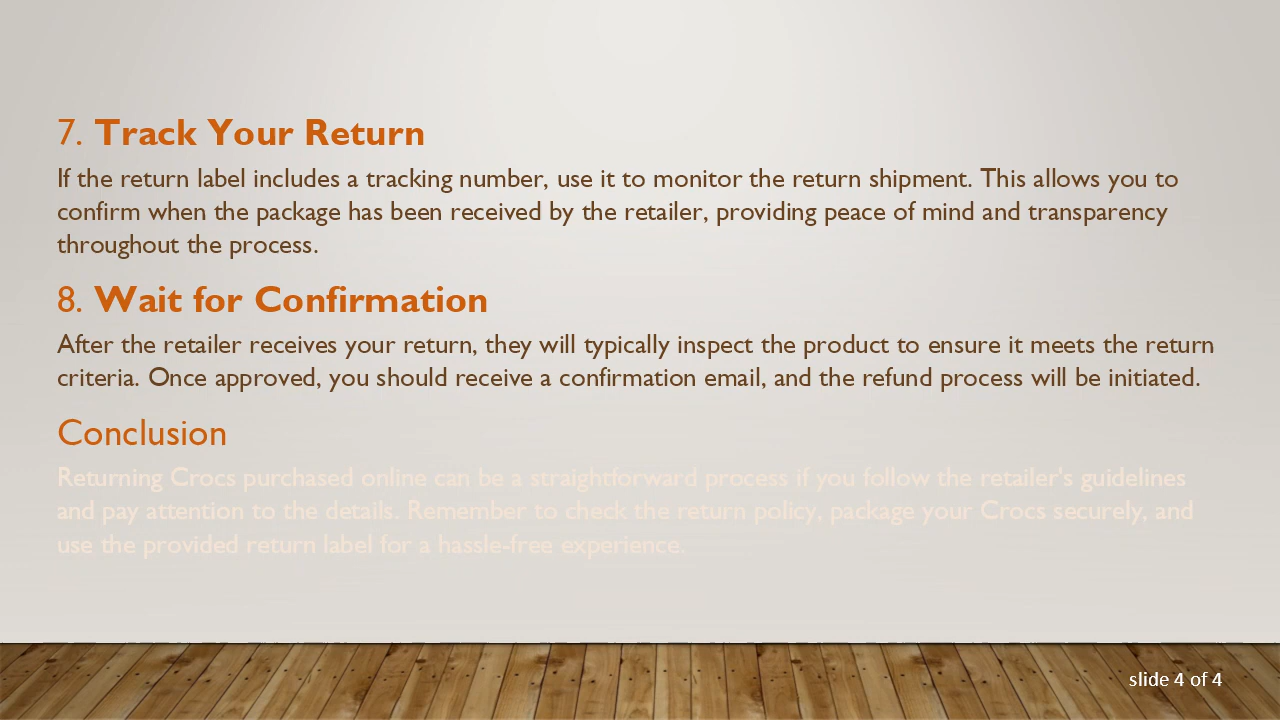 7. Track Your Return
If the return label includes a tracking number, use it to monitor the return shipment. This allows you to
confirm when the package has been received by the retailer, providing peace of mind and transparency
throughout the process.
8. Wait for Confirmation
After the retailer receives your return, they will typically inspect the product to ensure it meets the return
criteria. Once approved, you should receive a confirmation email, and the refund process will be initiated.
Conclusion
Returning Crocs purchased online can be a straightforward process if you follow the retailer's guidelines
and pay attention to the details. Remember to check the return policy, package your Crocs securely, and
use the provided return label for a hassle-free experience.
slide 4 of 4